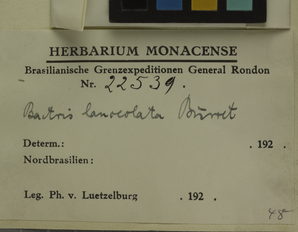 HERBARIUM MONACENSE
Brasilianische Grenzexpeditionen General Rondon
Nr. 22539.
Bactris lanceolata Burret
Determ.: . 192 .
Nordbrasilien:
Leg. Ph. v. Luetzelburg . 192 .
48